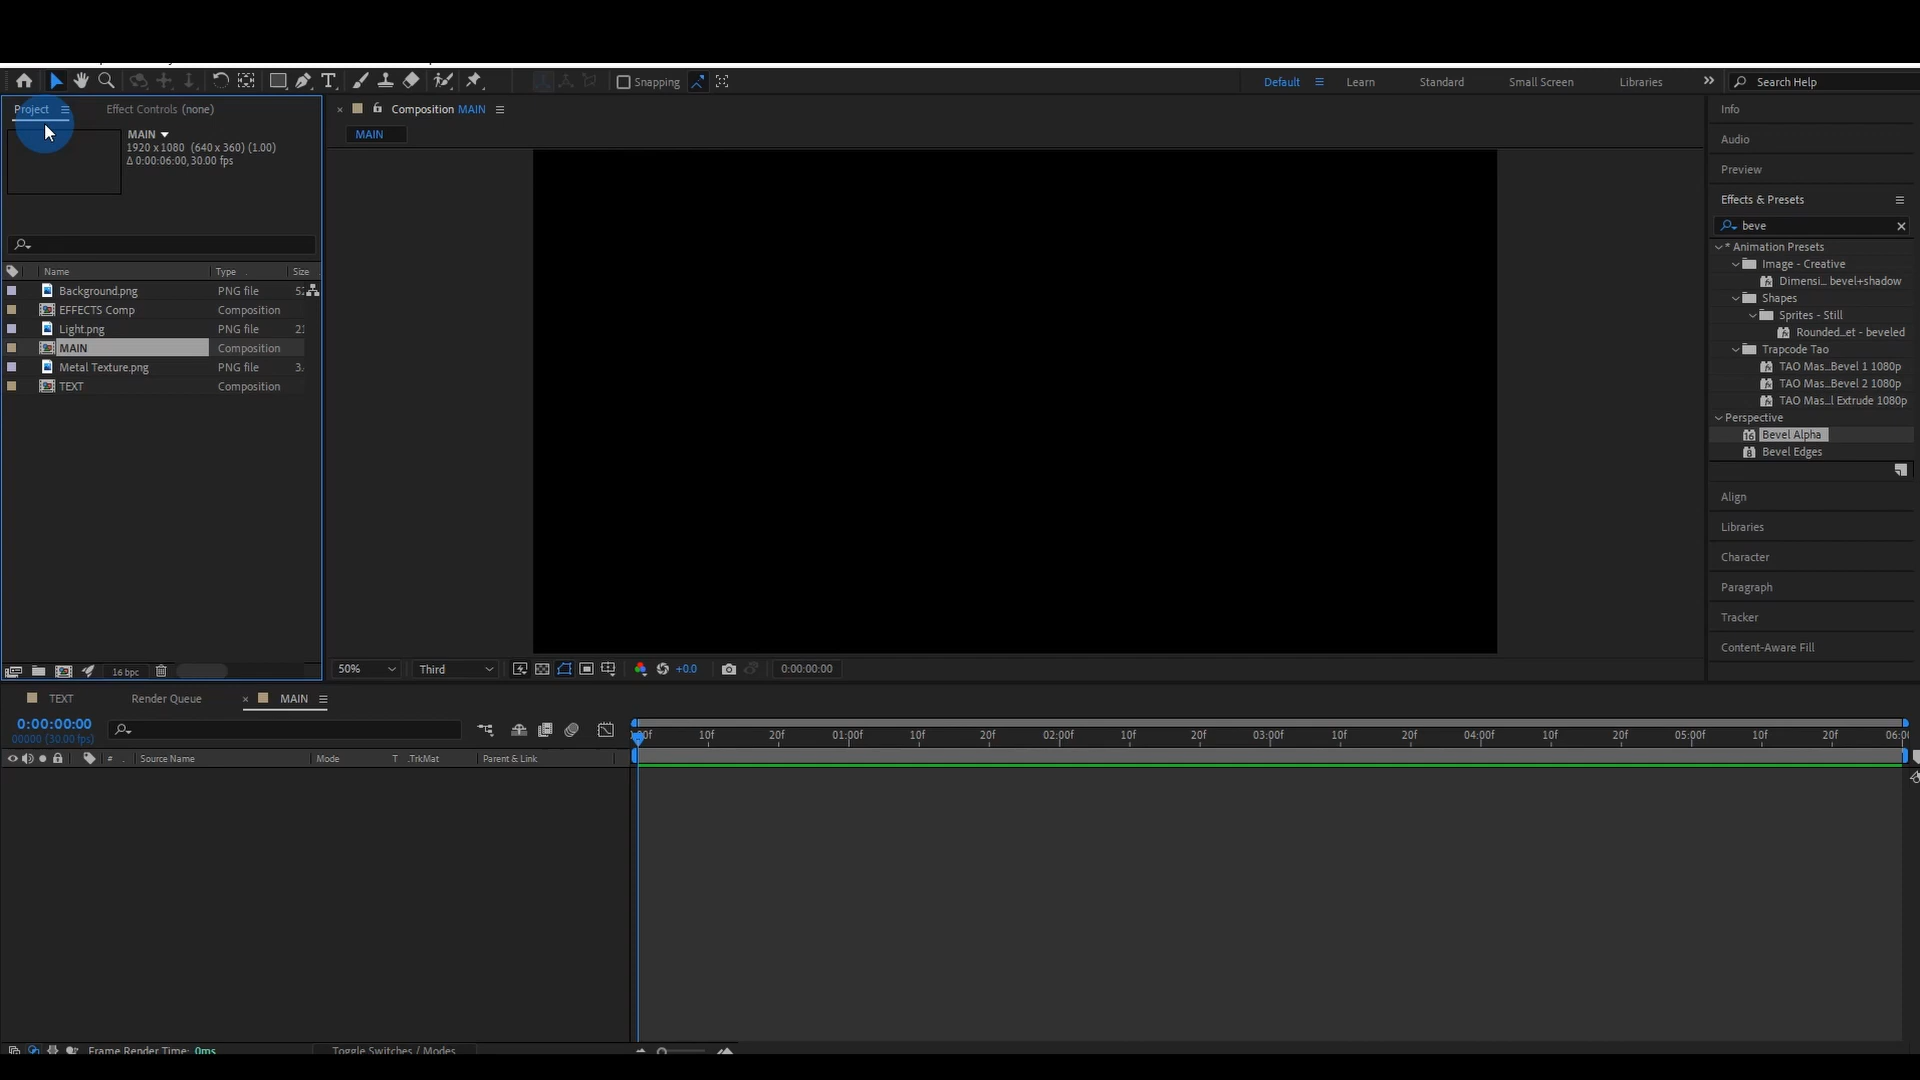 Snapping
Default
Learn
Standard
Small Screen
Libraries
Search Help
Project
Effect Controls (none)
MAIN
1920 x 1080 (640 x 360) (1.00)
Δ 0:00:06:00, 30.00 fps
Name
Type
Size
Background.png
PNG file
EFFECTS Comp
Composition
Light.png
PNG file
MAIN
Composition
Metal Texture.png
PNG file
TEXT
Composition
16 bpc
Composition MAIN
MAIN
50%
Third
+0.0
0:00:00:00
Info
Audio
Preview
Effects & Presets
beve
* Animation Presets
Image - Creative
Dimensi... bevel+shadow
Shapes
Sprites - Still
Rounded...et - beveled
Trapcode Tao
TAO Mas...Bevel 1 1080p
TAO Mas...Bevel 2 1080p
TAO Mas...l Extrude 1080p
Perspective
Bevel Alpha
Bevel Edges
Align
Libraries
Character
Paragraph
Tracker
Content-Aware Fill
TEXT
Render Queue
MAIN
0:00:00:00
00000 (30.00 fps)
10f 20f 01:00f 10f 20f 02:00f 10f 20f 03:00f 10f 20f 04:00f 10f 20f 05:00f 10f 20f
# Source Name Mode T .TrkMat Parent & Link
Frame Render Time: 0ms
Toggle Switches / Modes